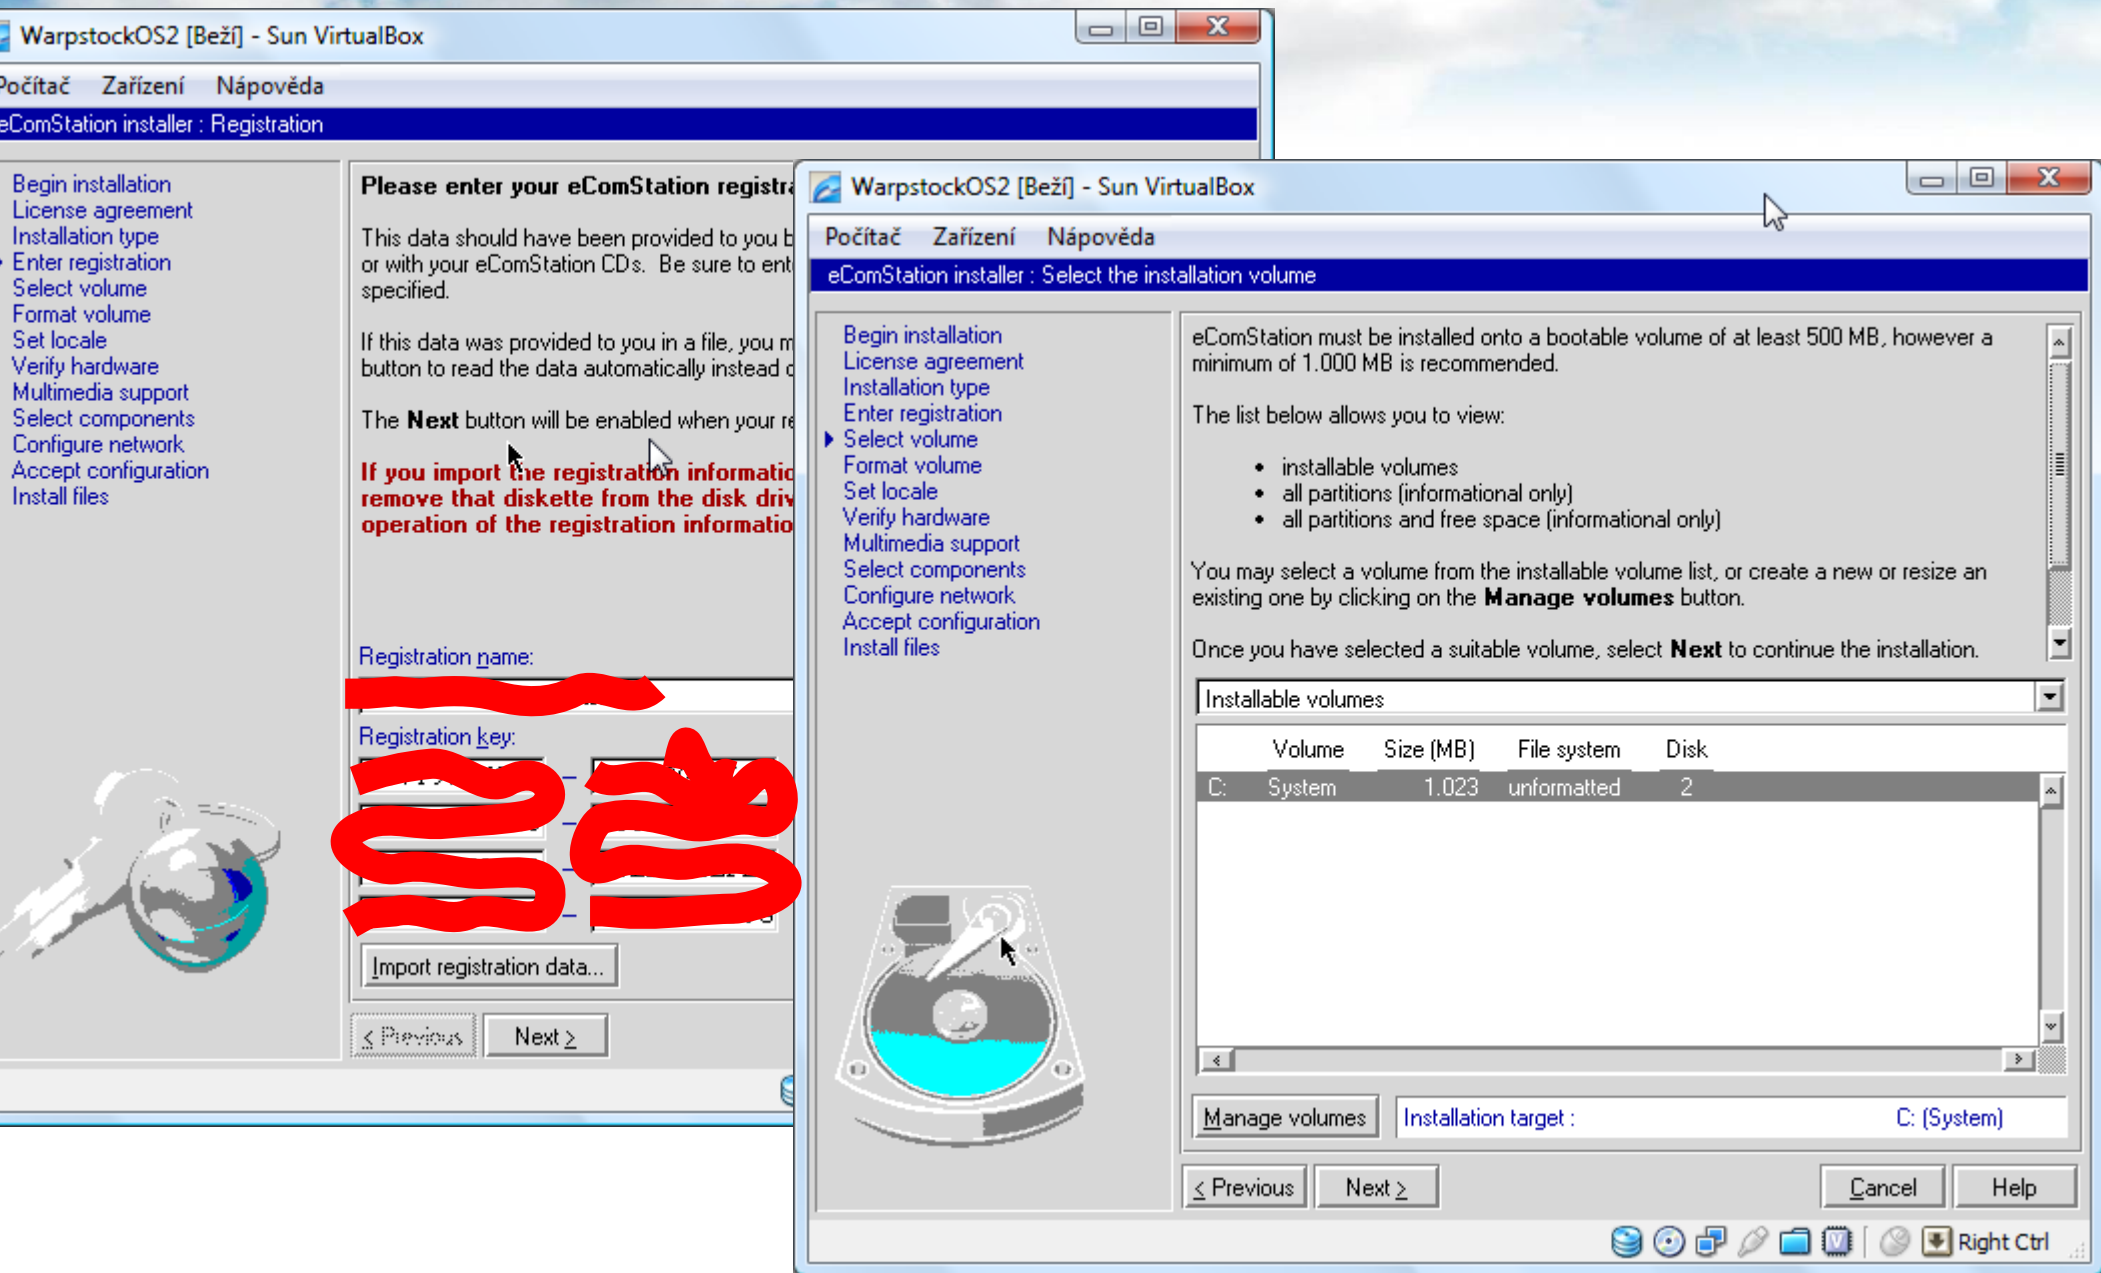 WarpstockOS2 [Beží] - Sun VirtualBox
Počítač Zařízení Nápověda
eComStation installer : Registration
Begin installation
License agreement
Installation type
Enter registration
Select volume
Format volume
Set locale
Verify hardware
Multimedia support
Select components
Configure network
Accept configuration
Install files
Please enter your eComStation
This data should have been provided to you
or with your eComStation CDs. Be sure to
specified.
If this data was provided to you in a file, you
button to read the data automatically instead
The Next button will be enabled when your
If you import the registration
remove that diskette from the disk
operation of the registration
Registration name:
Registration key:
Import registration data...
< Previous Next >
WarpstockOS2 [Beží] - Sun VirtualBox
Počítač Zařízení Nápověda
eComStation installer : Select the installation volume
Begin installation
License agreement
Installation type
Enter registration
Select volume
Format volume
Set locale
Verify hardware
Multimedia support
Select components
Configure network
Accept configuration
Install files
eComStation must be installed onto a bootable volume of at least 500 MB, however a
minimum of 1.000 MB is recommended.
The list below allows you to view:
• installable volumes
• all partitions (informational only)
• all partitions and free space (informational only)
You may select a volume from the installable volume list, or create a new or resize an
existing one by clicking on the Manage volumes button.
Once you have selected a suitable volume, select Next to continue the installation.
Installable volumes
Volume Size (MB) File system Disk
C: System 1.023 unformatted 2
Manage volumes Installation target : C: (System)
< Previous Next > Cancel Help
Right Ctrl